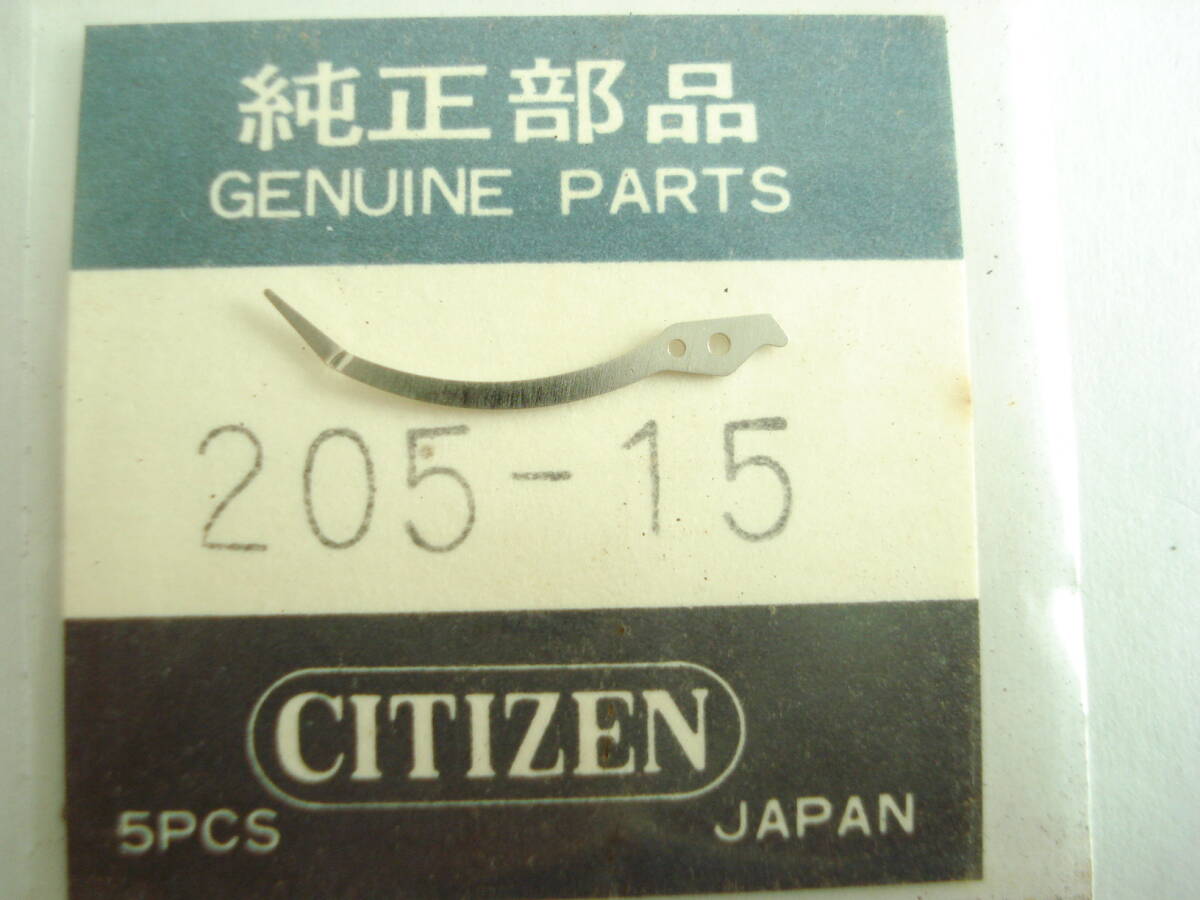 純正部品
GENUINE PARTS
205-15
CITIZEN
5PCS JAPAN